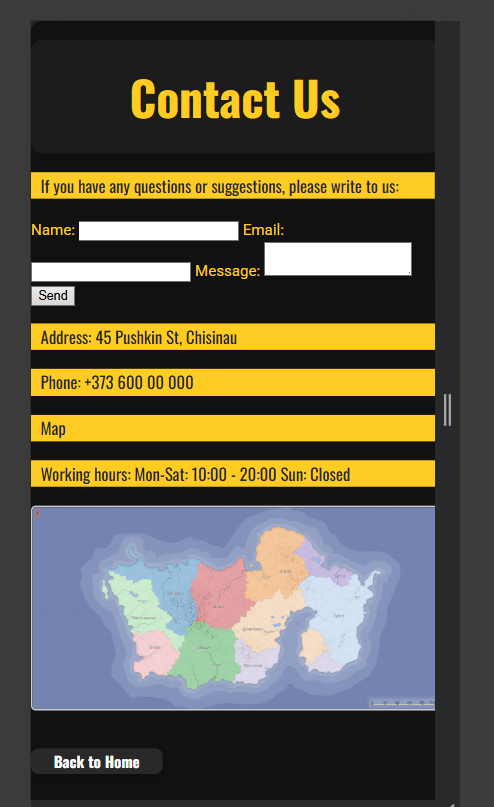 Contact Us
If you have any questions or suggestions, please write to us:
Name: Email:
Message:
Send
Address: 45 Pushkin St, Chisinau
Phone: +373 600 00 000
Map
Working hours: Mon-Sat: 10:00 - 20:00 Sun: Closed
Back to Home